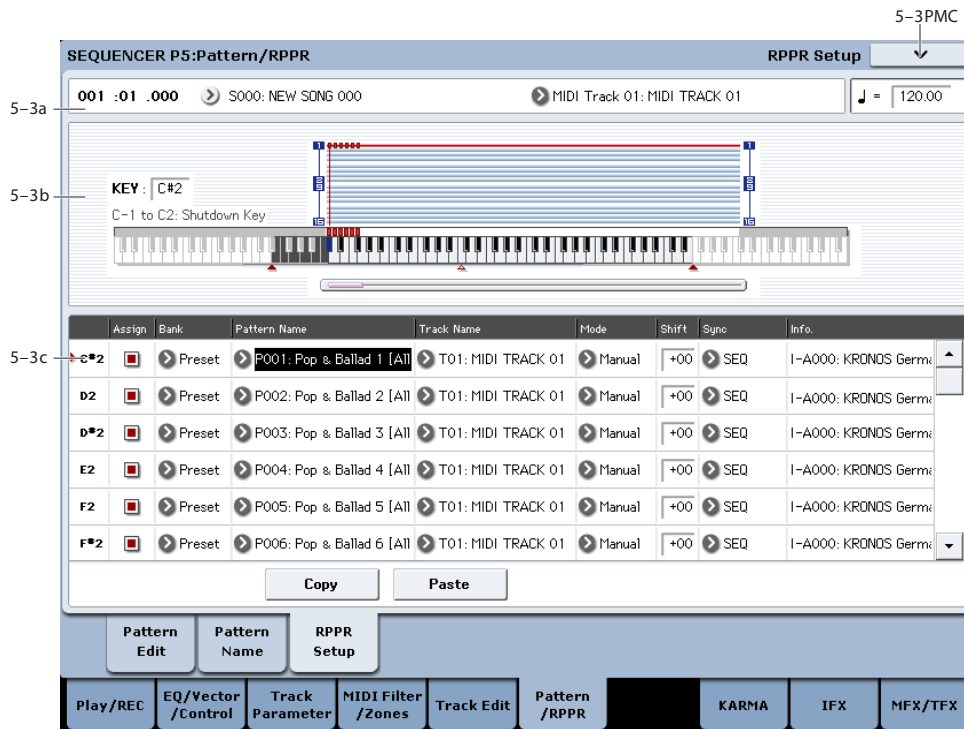 5-3PMC
SEQUENCER P5:Pattern/RPPR RPPR Setup
5-3a
001 :01 .000 S000: NEW SONG 000 MIDI Track 01: MIDI TRACK 01 ♩ = 120.00
5-3b
1 1
8 8
16 16
KEY : C#2
C-1 to C2: Shutdown Key
Assign Bank Pattern Name Track Name Mode Shift Sync Info.
5-3c
C#2 Preset P001: Pop & Ballad 1 [All T01: MIDI TRACK 01 Manual +00 SEQ I-A000: KRONOS Germa
D2 Preset P002: Pop & Ballad 2 [All T01: MIDI TRACK 01 Manual +00 SEQ I-A000: KRONOS Germa
D#2 Preset P003: Pop & Ballad 3 [All T01: MIDI TRACK 01 Manual +00 SEQ I-A000: KRONOS Germa
E2 Preset P004: Pop & Ballad 4 [All T01: MIDI TRACK 01 Manual +00 SEQ I-A000: KRONOS Germa
F2 Preset P005: Pop & Ballad 5 [All T01: MIDI TRACK 01 Manual +00 SEQ I-A000: KRONOS Germa
F#2 Preset P006: Pop & Ballad 6 [All T01: MIDI TRACK 01 Manual +00 SEQ I-A000: KRONOS Germa
Copy Paste
Pattern Edit
Pattern Name
RPPR Setup
Play/REC
EQ/Vector /Control
Track Parameter
MIDI Filter /Zones
Track Edit
Pattern /RPPR
KARMA
IFX
MFX/TFX